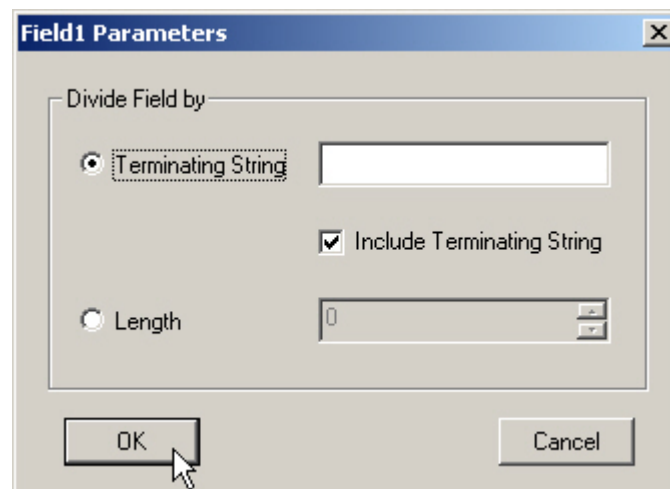 Field1 Parameters
Divide Field by
Terminating String
Include Terminating String
Length 0
OK Cancel